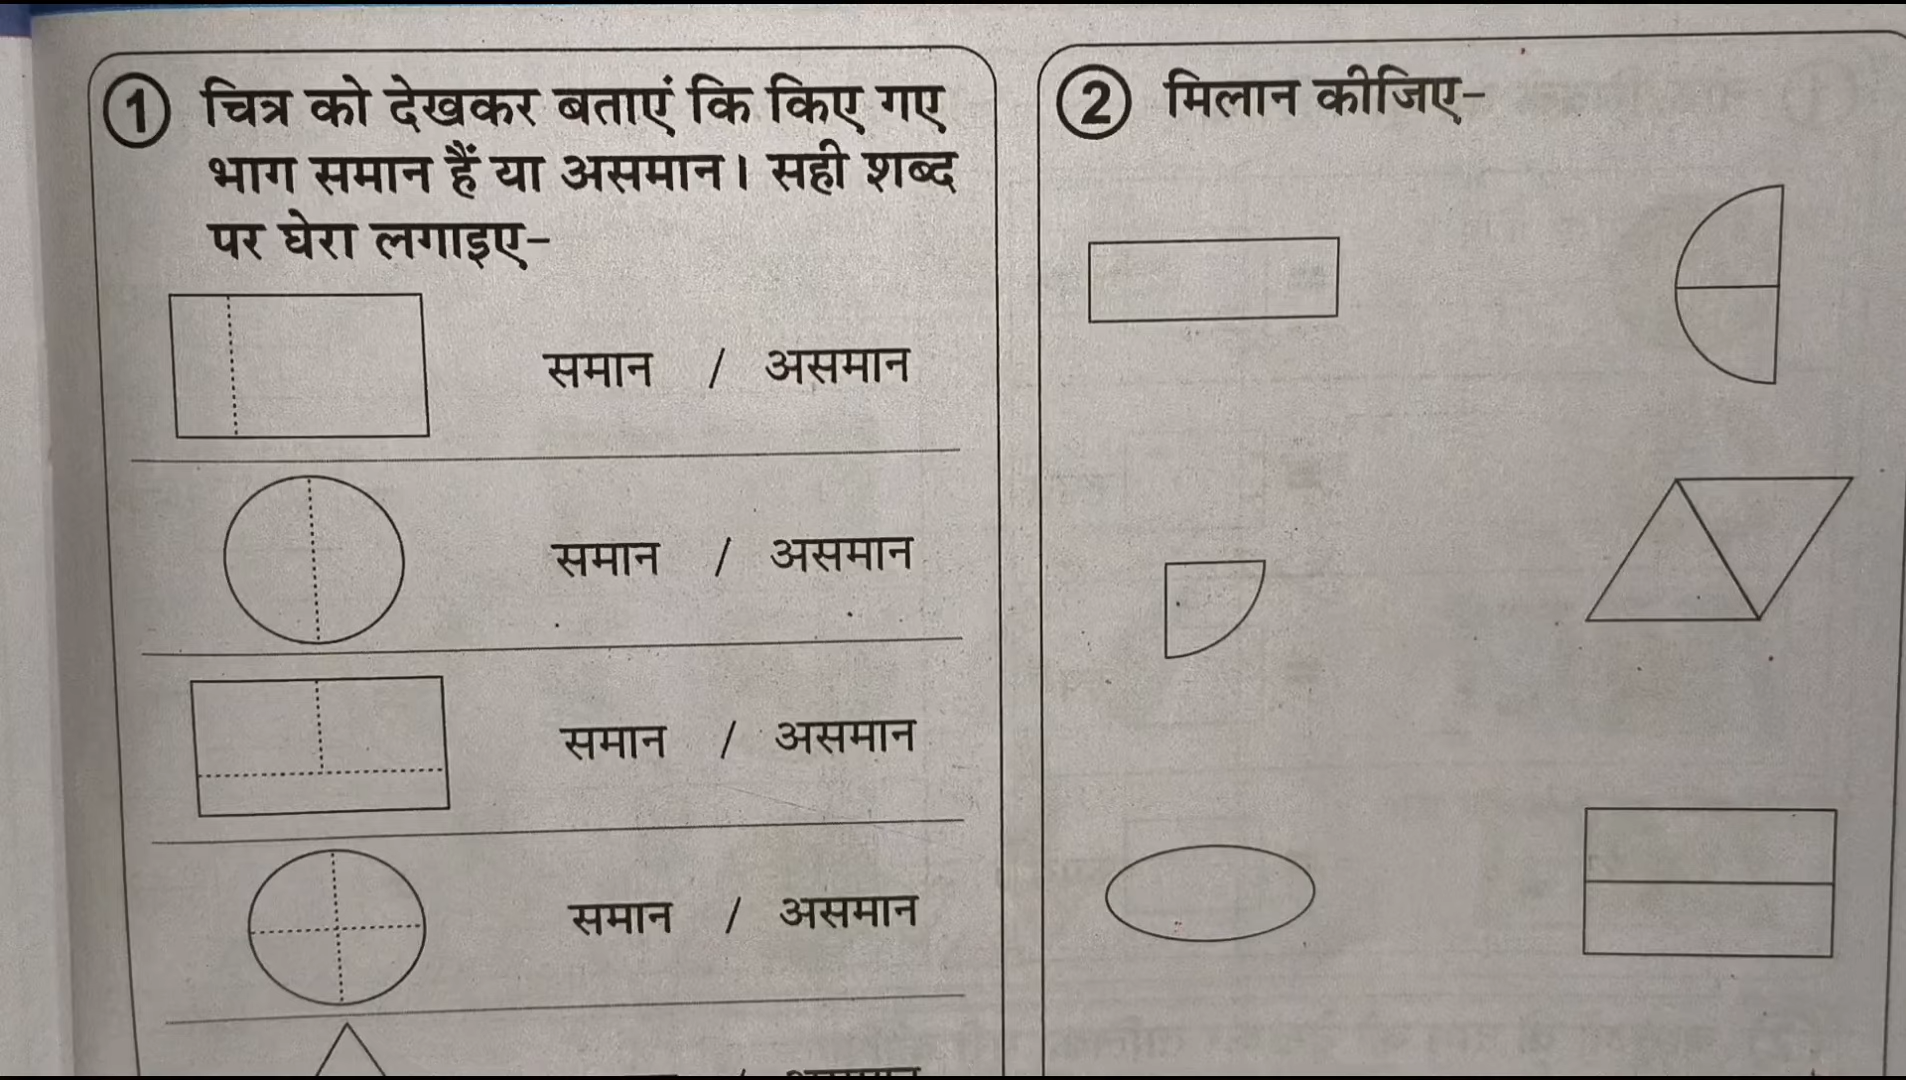 ① चित्र को देखकर बताएं कि किए गए
भाग समान हैं या असमान। सही शब्द
पर घेरा लगाइए-
समान / असमान
समान / असमान
समान / असमान
समान / असमान
② मिलान कीजिए-